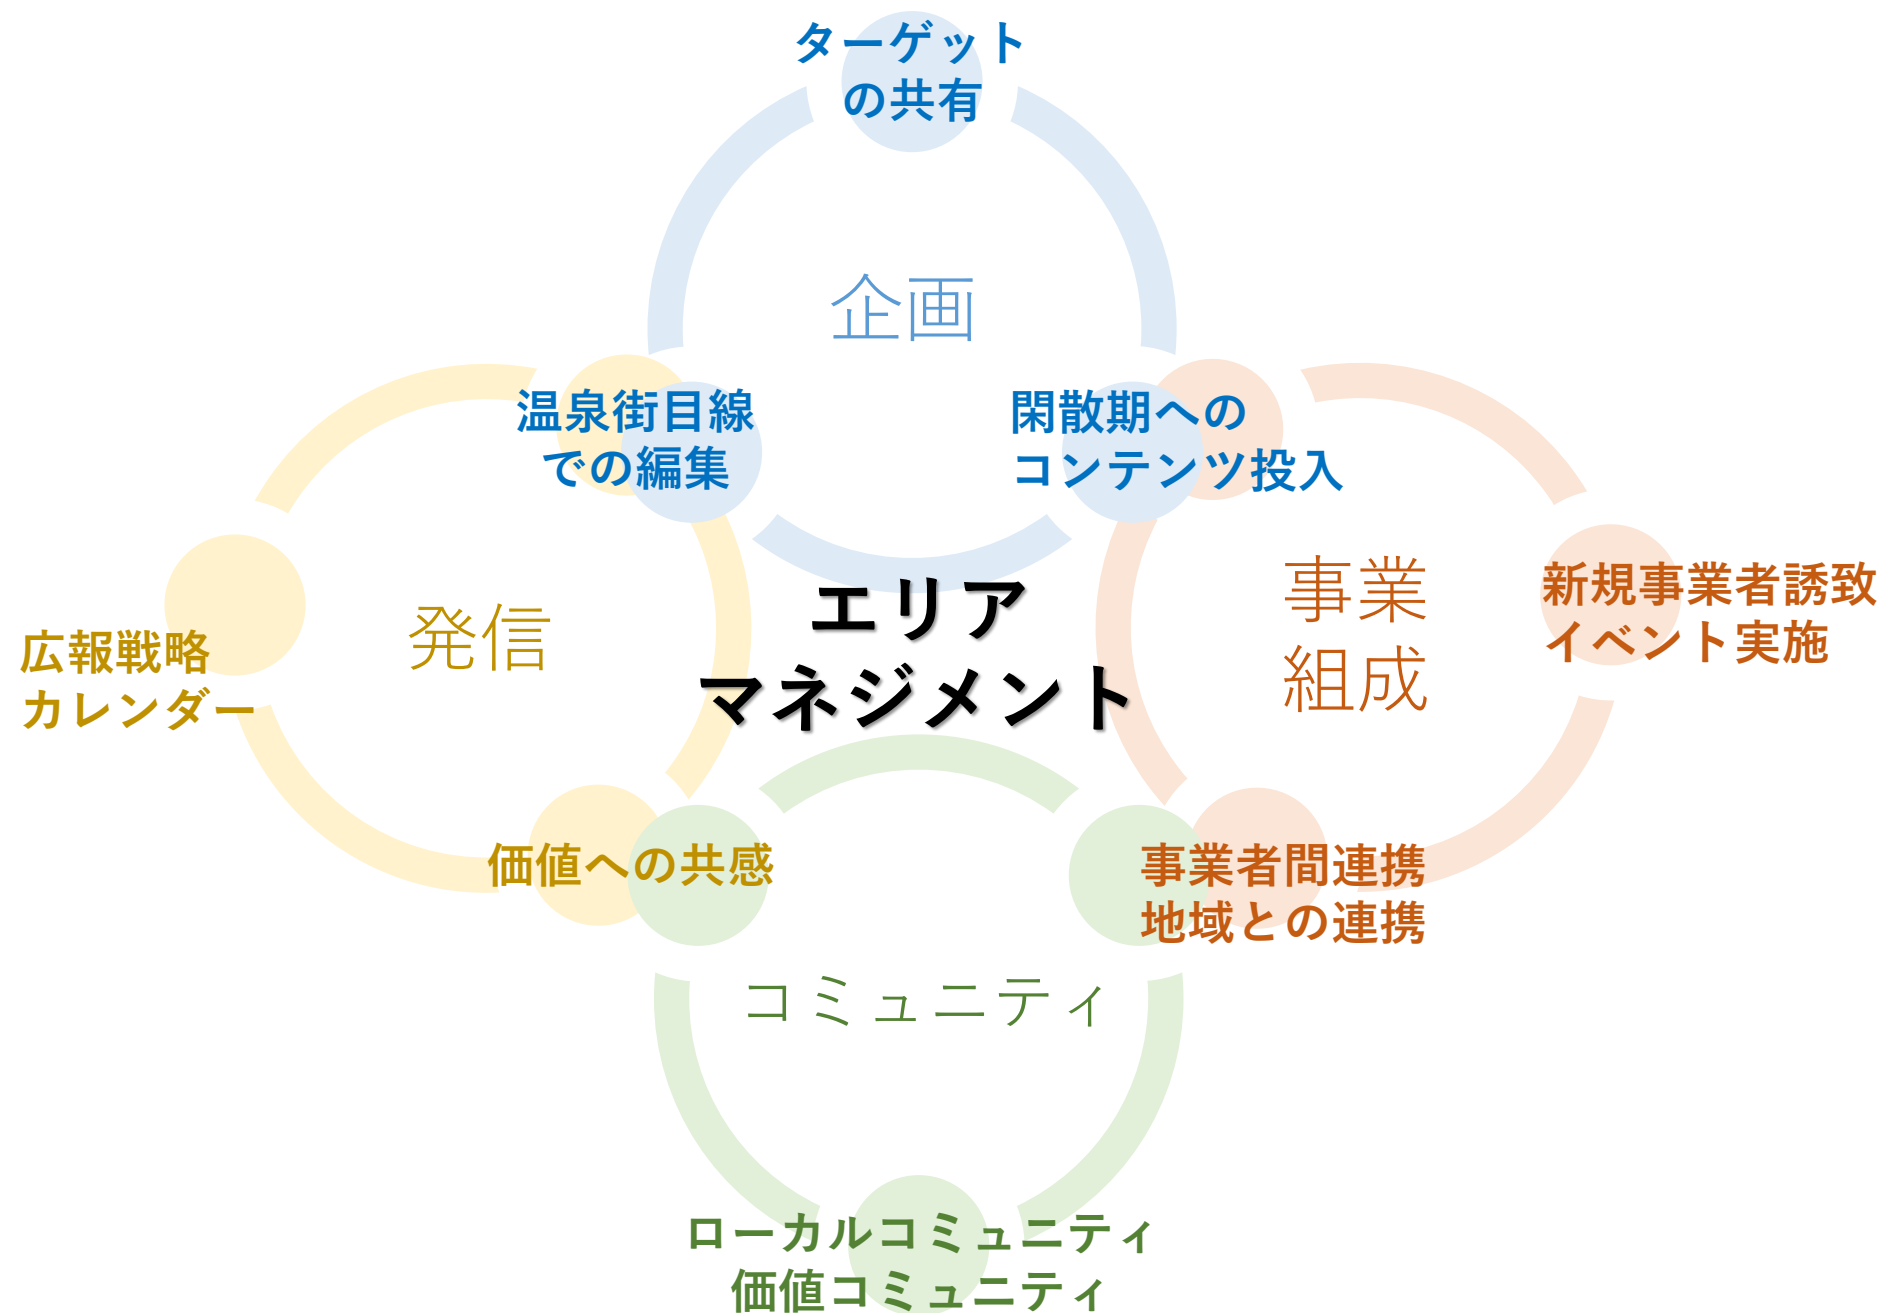 ターゲット
の共有
企画
温泉街目線
での編集
閑散期への
コンテンツ投入
発信
広報戦略
カレンダー
エリア
マネジメント
事業
組成
新規事業者誘致
イベント実施
価値への共感
事業者間連携
地域との連携
コミュニティ
ローカルコミュニティ
価値コミュニティ